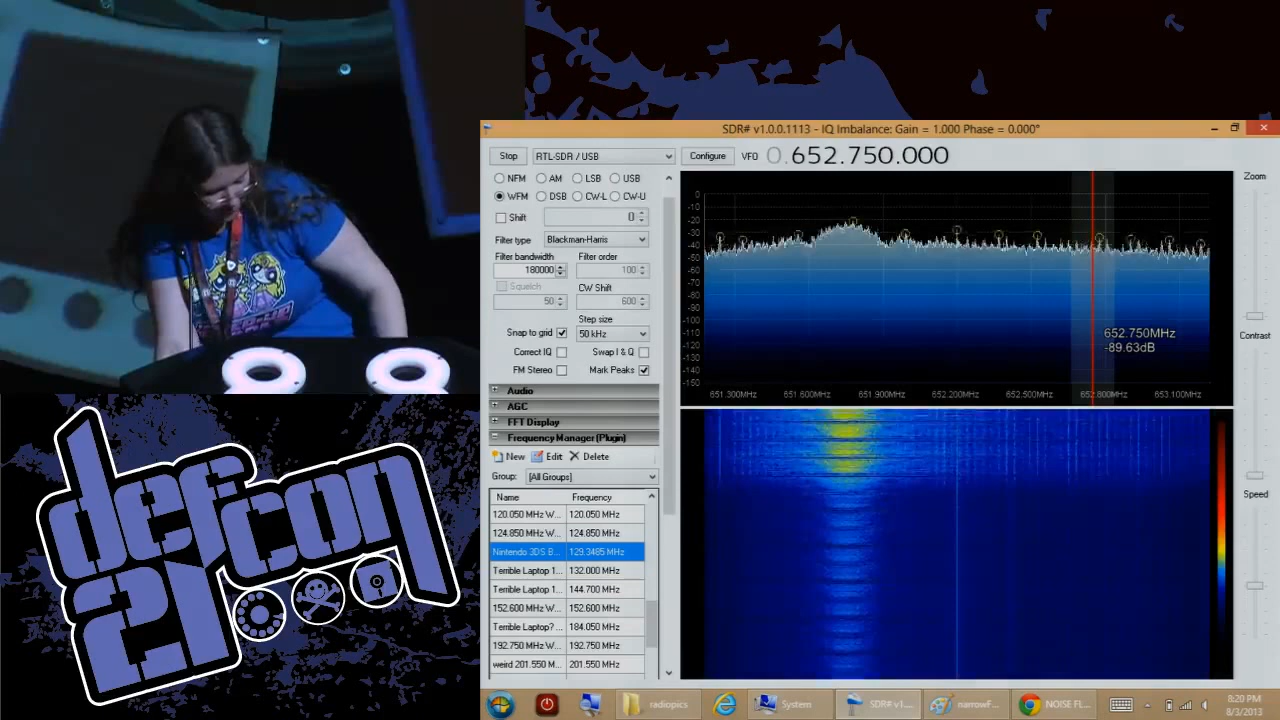 SDR# v1.0.0.1113 - IQ Imbalance: Gain = 1.000 Phase = 0.000°
Stop
RTL-SDR / USB
Configure
VFO
0.652.750.000
NFM AM LSB USB
WFM DSB CW-L CW-U
Shift 0
Filter type Blackman-Harris
Filter bandwidth Filter order
180000 100
Squelch CW Shift
50 600
Step size
Snap to grid 50 kHz
Correct IQ Swap I & Q
FM Stereo Mark Peaks
Audio
AGC
FFT Display
Frequency Manager (Plugin)
New Edit Delete
Group: [All Groups]
Name Frequency
120.050 MHz W... 120.050 MHz
124.850 MHz W... 124.850 MHz
Nintendo 3DS B... 129.3485 MHz
Terrible Laptop 1... 132.000 MHz
Terrible Laptop 1... 144.700 MHz
152.600 MHz W... 152.600 MHz
Terrible Laptop? ... 184.050 MHz
192.750 MHz W... 192.750 MHz
weird 201.550 M... 201.550 MHz
0
-10
-20
-30
-40
-50
-60
-70
-80
-90
-100
-110
-120
-130
-140
-150
652.750MHz
-89.63dB
651.300MHz 651.600MHz 651.900MHz 652.200MHz 652.500MHz 652.800MHz 653.100MHz
Zoom
Contrast
Speed
defcon
21
radiopics
System
SDR# v1....
narrowF...
NOISE FL...
8:20 PM
8/3/2013